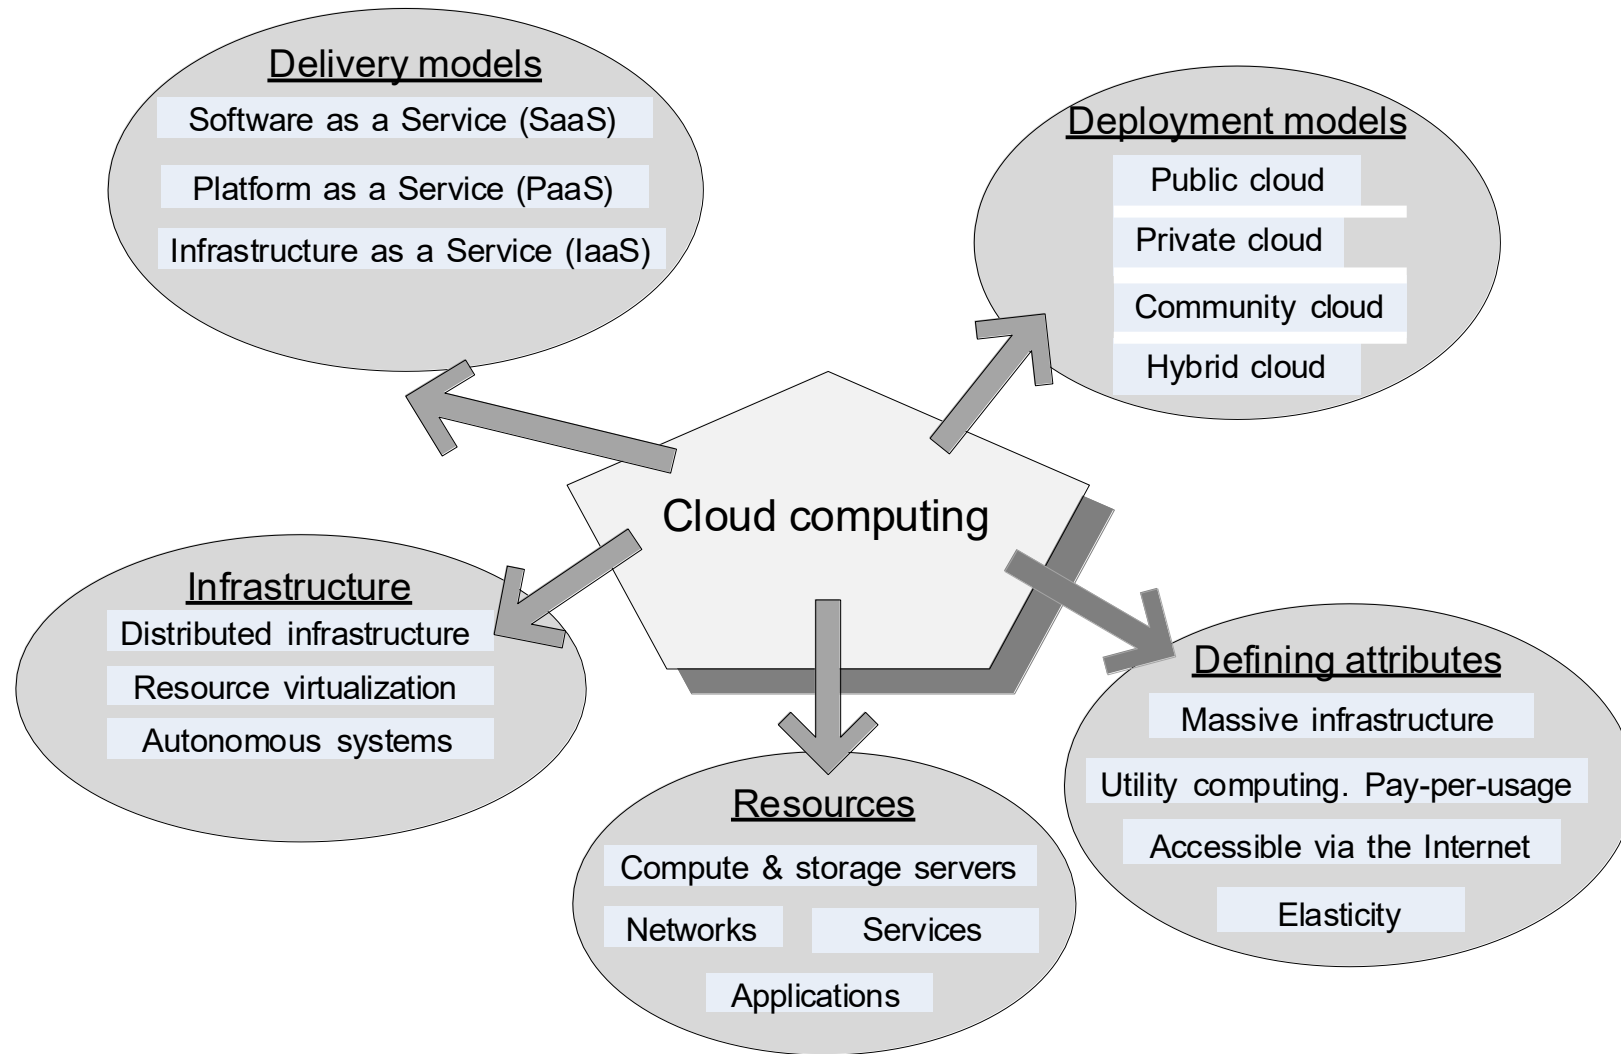 Delivery models
Software as a Service (SaaS)
Platform as a Service (PaaS)
Infrastructure as a Service (IaaS)
Deployment models
Public cloud
Private cloud
Community cloud
Hybrid cloud
Cloud computing
Infrastructure
Distributed infrastructure
Resource virtualization
Autonomous systems
Resources
Compute & storage servers
Networks Services
Applications
Defining attributes
Massive infrastructure
Utility computing. Pay-per-usage
Accessible via the Internet
Elasticity